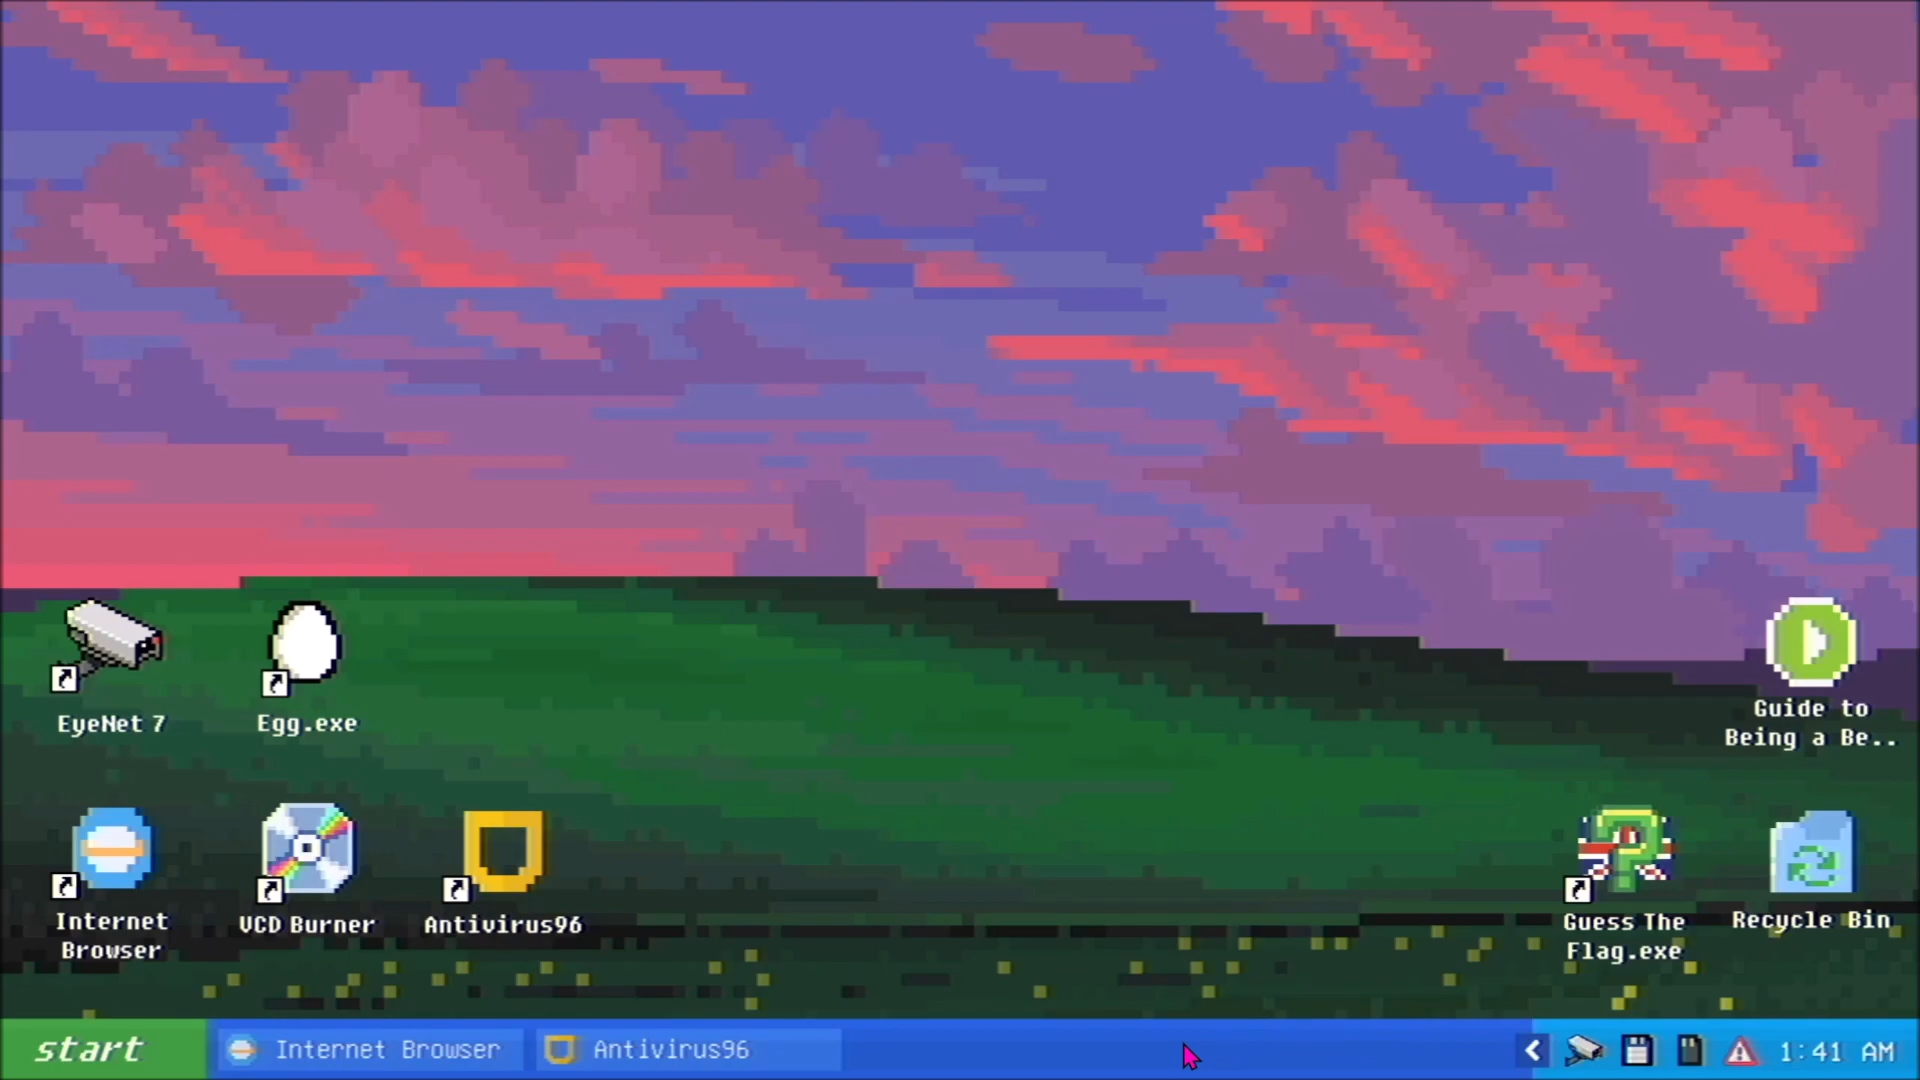 EyeNet 7
Egg.exe
Guide to
Being a Be..
Internet
Browser
VCD Burner
Antivirus96
Guess The
Flag.exe
Recycle Bin
start
Internet Browser
Antivirus96
1:41 AM